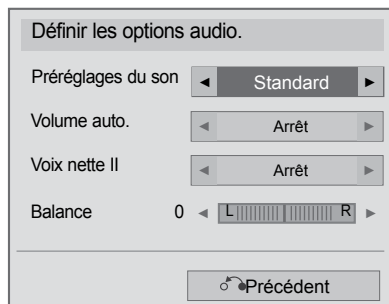 Définir les options audio.
Préréglages du son ◄ Standard ►
Volume auto. ◄ Arrêt ►
Voix nette II ◄ Arrêt ►
Balance 0 ◄ L R ►
Précédent